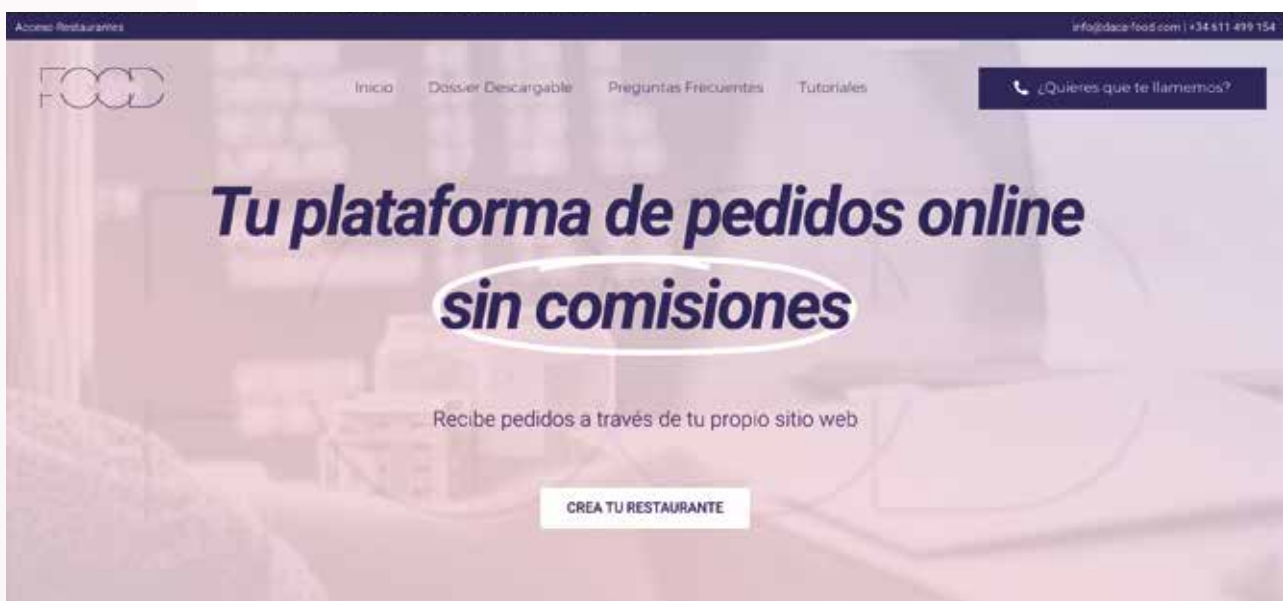 Acceso Restaurantes
info@dace-food.com | +34 611 499 154
FOOD
Inicio Dossier Descargable Preguntas Frecuentes Tutoriales
¿Quieres que te llamemos?
Tu plataforma de pedidos online
sin comisiones
Recibe pedidos a través de tu propio sitio web
CREA TU RESTAURANTE